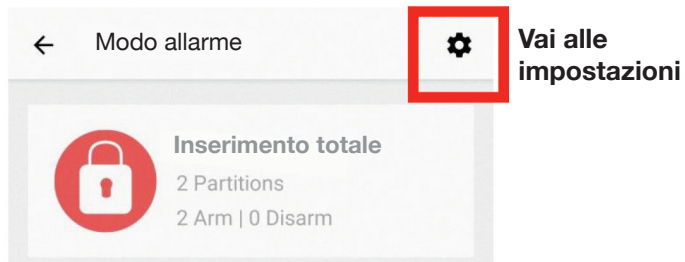 Modo allarme
Vai alle
impostazioni
Inserimento totale
2 Partitions
2 Arm | 0 Disarm